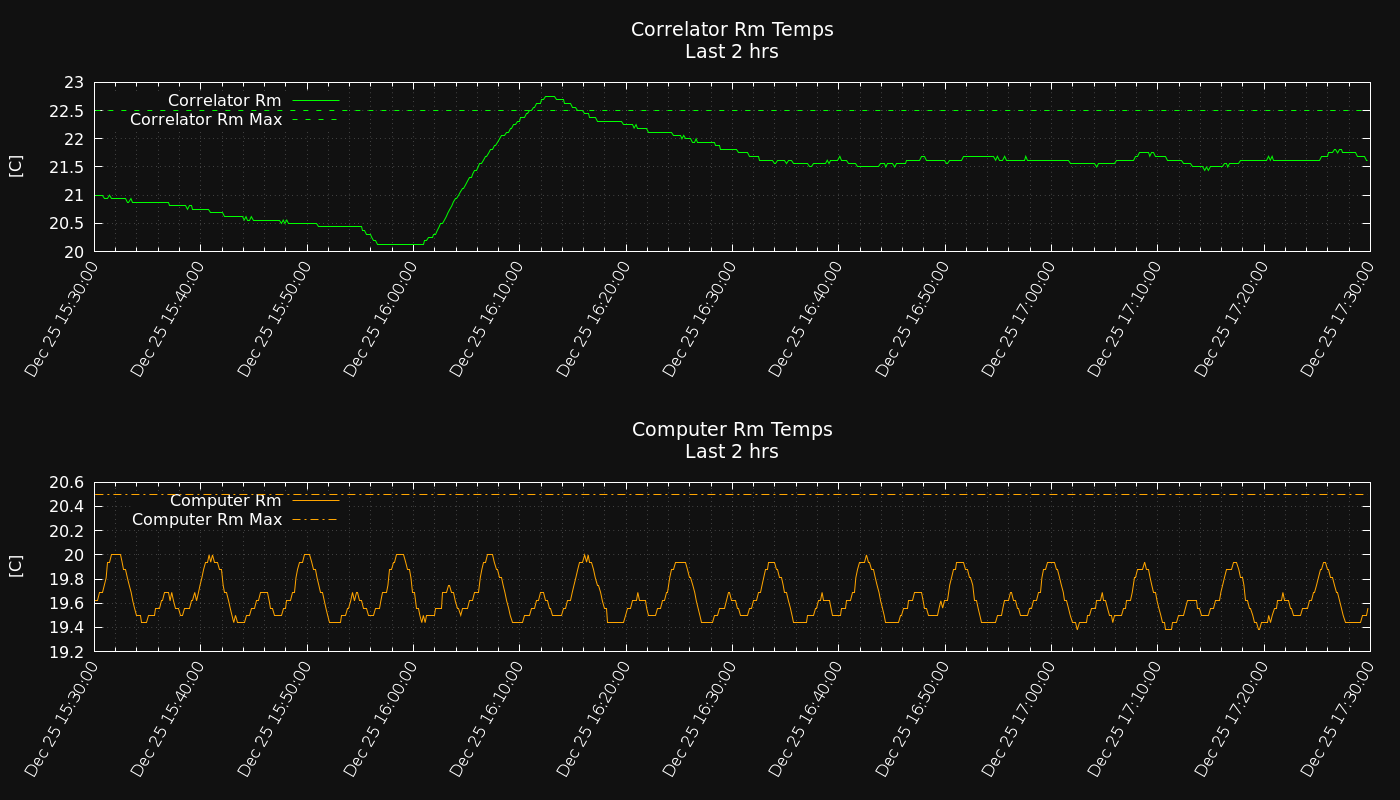 Correlator Rm Temps
Last 2 hrs
[C]
23
22.5
22
21.5
21
20.5
20
Correlator Rm
Correlator Rm Max
Dec 25 15:30:00
Dec 25 15:40:00
Dec 25 15:50:00
Dec 25 16:00:00
Dec 25 16:10:00
Dec 25 16:20:00
Dec 25 16:30:00
Dec 25 16:40:00
Dec 25 16:50:00
Dec 25 17:00:00
Dec 25 17:10:00
Dec 25 17:20:00
Dec 25 17:30:00
Computer Rm Temps
Last 2 hrs
[C]
20.6
20.4
20.2
20
19.8
19.6
19.4
19.2
Computer Rm
Computer Rm Max
Dec 25 15:30:00
Dec 25 15:40:00
Dec 25 15:50:00
Dec 25 16:00:00
Dec 25 16:10:00
Dec 25 16:20:00
Dec 25 16:30:00
Dec 25 16:40:00
Dec 25 16:50:00
Dec 25 17:00:00
Dec 25 17:10:00
Dec 25 17:20:00
Dec 25 17:30:00